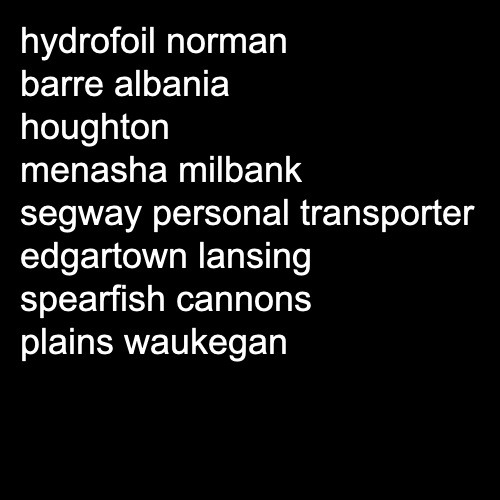 hydrofoil norman
barre albania
houghton
menasha milbank
segway personal transporter
edgartown lansing
spearfish cannons
plains waukegan